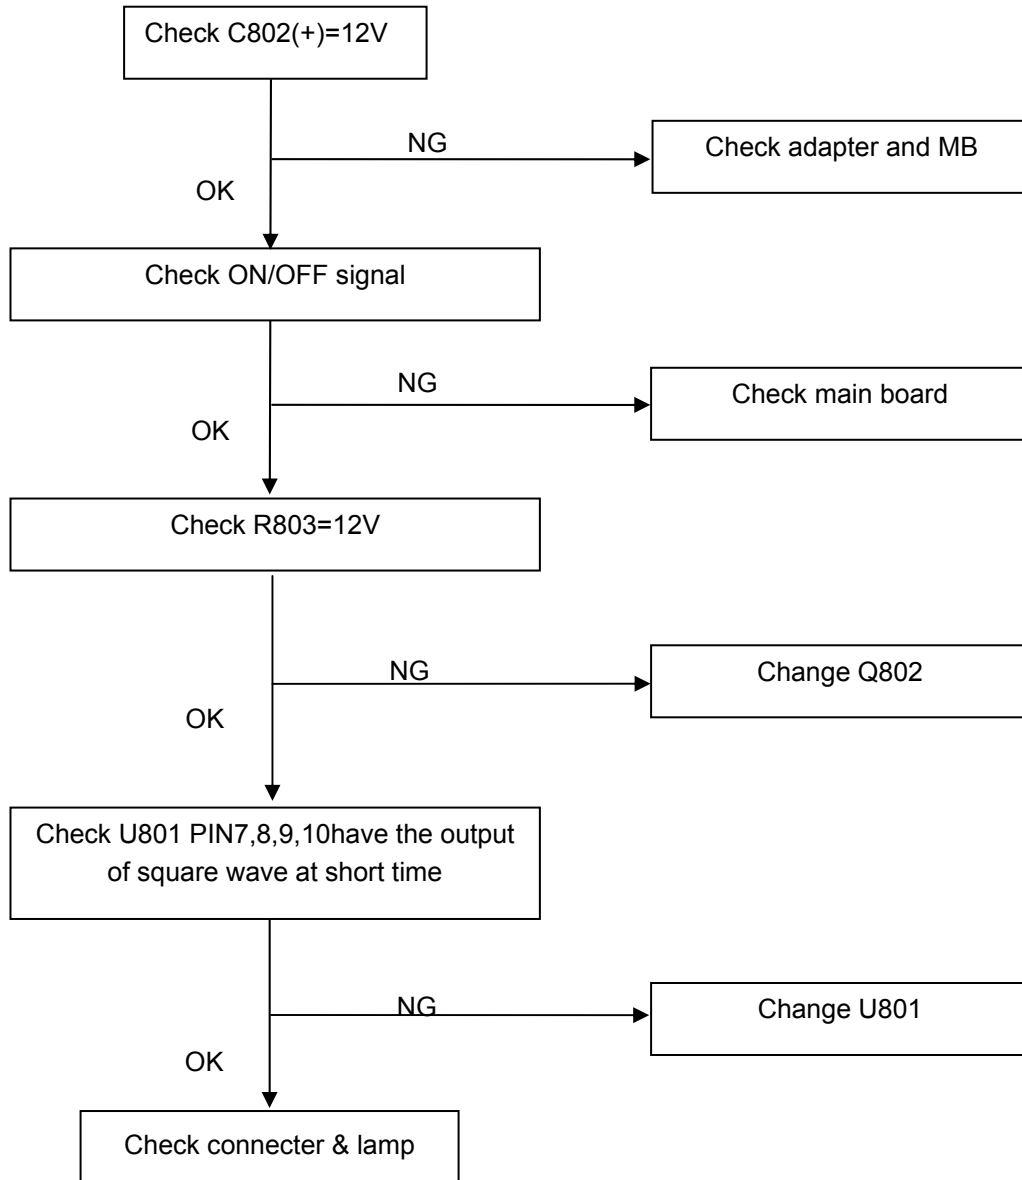 Check C802(+)=12V
NG
Check adapter and MB
OK
Check ON/OFF signal
NG
Check main board
OK
Check R803=12V
NG
Change Q802
OK
Check U801 PIN7,8,9,10have the output
of square wave at short time
NG
Change U801
OK
Check connecter & lamp